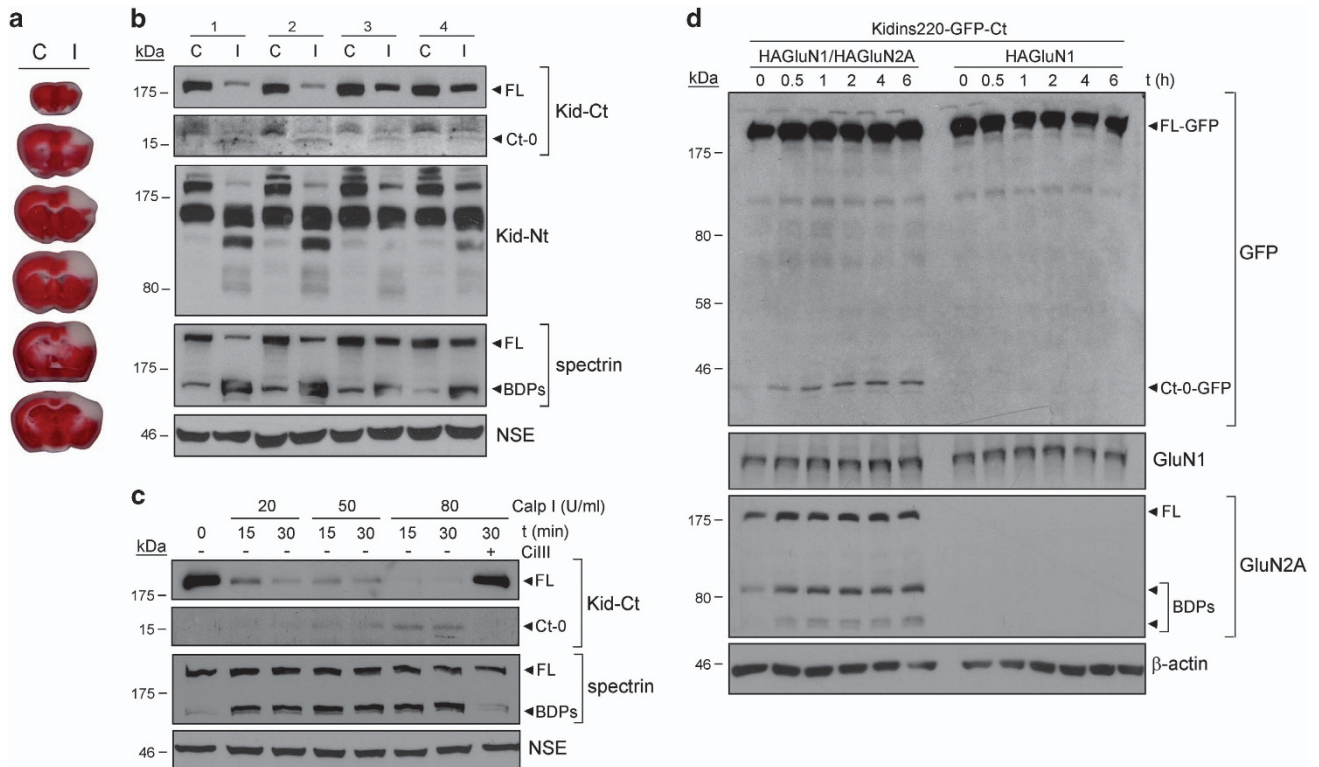 a
C I
b
1 2 3 4
kDa C I C I C I C I
175 FL
15 Ct-0
Kid-Ct
175
80
Kid-Nt
FL
175
BDPs
spectrin
46 NSE
c
20 50 80 Calp I (U/ml)
0 15 30 15 30 15 30 30 t (min)
kDa - - - - - - - + CiIII
175 FL
15 Ct-0
Kid-Ct
FL
175
BDPs
spectrin
46 NSE
d
Kidins220-GFP-Ct
HAGluN1/HAGluN2A HAGluN1
kDa 0 0.5 1 2 4 6 0 0.5 1 2 4 6 t (h)
FL-GFP
175
80
58
46
Ct-0-GFP
GFP
GluN1
175 FL
80
BDPs
GluN2A
46 β-actin